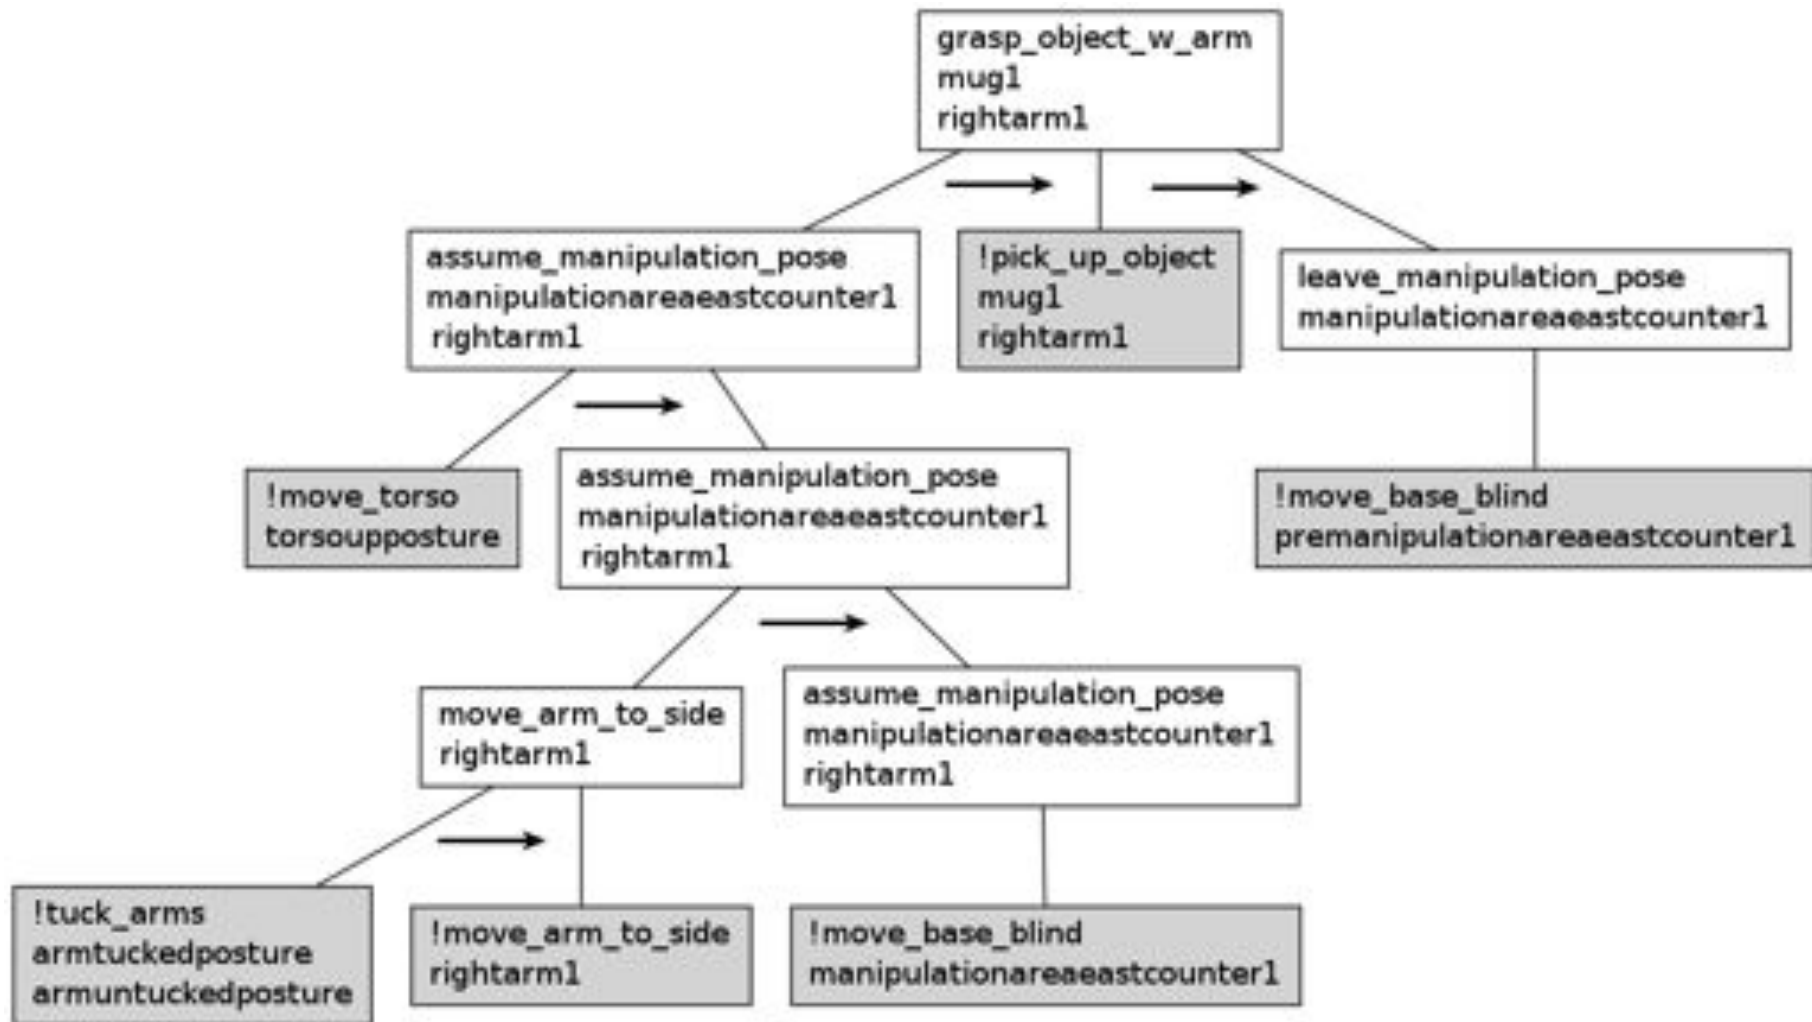 grasp_object_w_arm
mug1
rightarm1
assume_manipulation_pose
manipulationareaeastcounter1
rightarm1
!pick_up_object
mug1
rightarm1
leave_manipulation_pose
manipulationareaeastcounter1
!move_torso
torsoupposture
assume_manipulation_pose
manipulationareaeastcounter1
rightarm1
!move_base_blind
premanipulationareaeastcounter1
move_arm_to_side
rightarm1
assume_manipulation_pose
manipulationareaeastcounter1
rightarm1
!tuck_arms
armtuckedposture
armuntuckedposture
!move_arm_to_side
rightarm1
!move_base_blind
manipulationareaeastcounter1